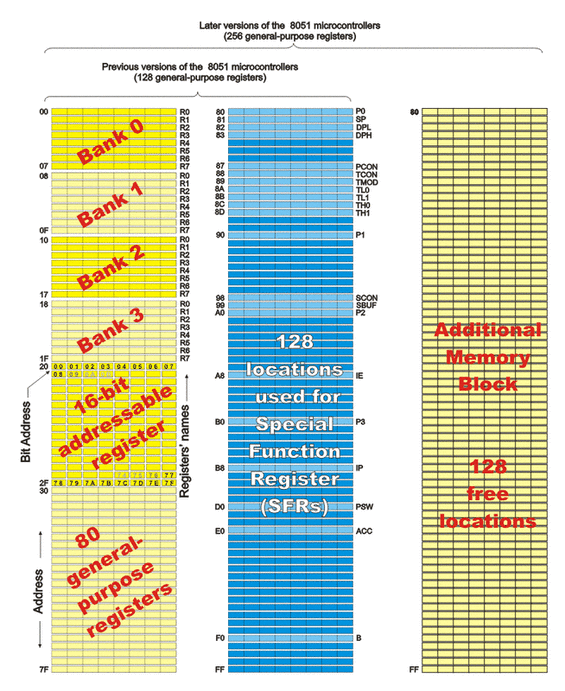 Later versions of the 8051 microcontrollers
(256 general-purpose registers)
Previous versions of the 8051 microcontrollers
(128 general-purpose registers)
00 R0
R1
R2
R3
R4
R5
R6
07 R7
Bank 0
08 R0
R1
R2
R3
R4
R5
R6
0F R7
Bank 1
10 R0
R1
R2
R3
R4
R5
R6
17 R7
Bank 2
18 R0
R1
R2
R3
R4
R5
R6
1F R7
Bank 3
20 00 01 02 03 04 05 06 07
08
16-bit
addressable
register
77
2F 78 79 7A 7B 7C 7D 7E 7F
30
Bit Address
Registers' names
Address
80
general-
purpose
registers
7F
80 P0
81 SP
82 DPL
83 DPH
87 PCON
88 TCON
89 TMOD
8A TL0
8B TL1
8C TH0
8D TH1
90 P1
98 SCON
99 SBUF
A0 P2
A8 IE
B0 P3
B8 IP
D0 PSW
E0 ACC
F0 B
FF
128
locations
used for
Special
Function
Register
(SFRs)
80
Additional
Memory
Block
128
free
locations
FF